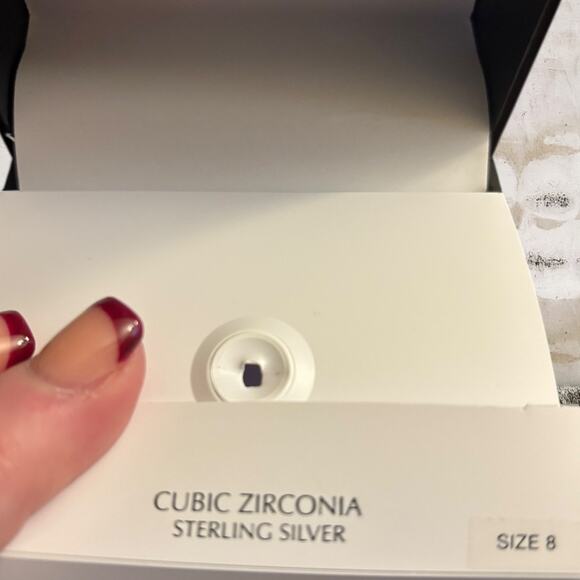 CUBIC ZIRCONIA
STERLING SILVER
SIZE 8